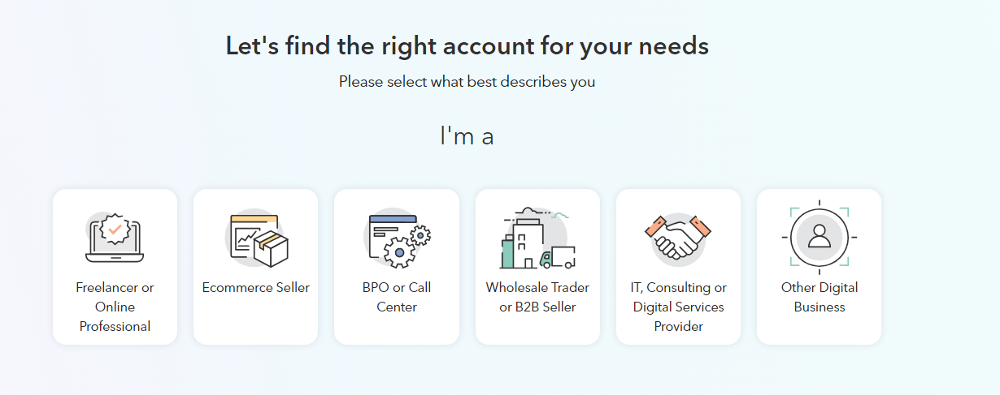 Let's find the right account for your needs
Please select what best describes you
I'm a
Freelancer or
Online
Professional
Ecommerce Seller
BPO or Call
Center
Wholesale Trader
or B2B Seller
IT, Consulting or
Digital Services
Provider
Other Digital
Business